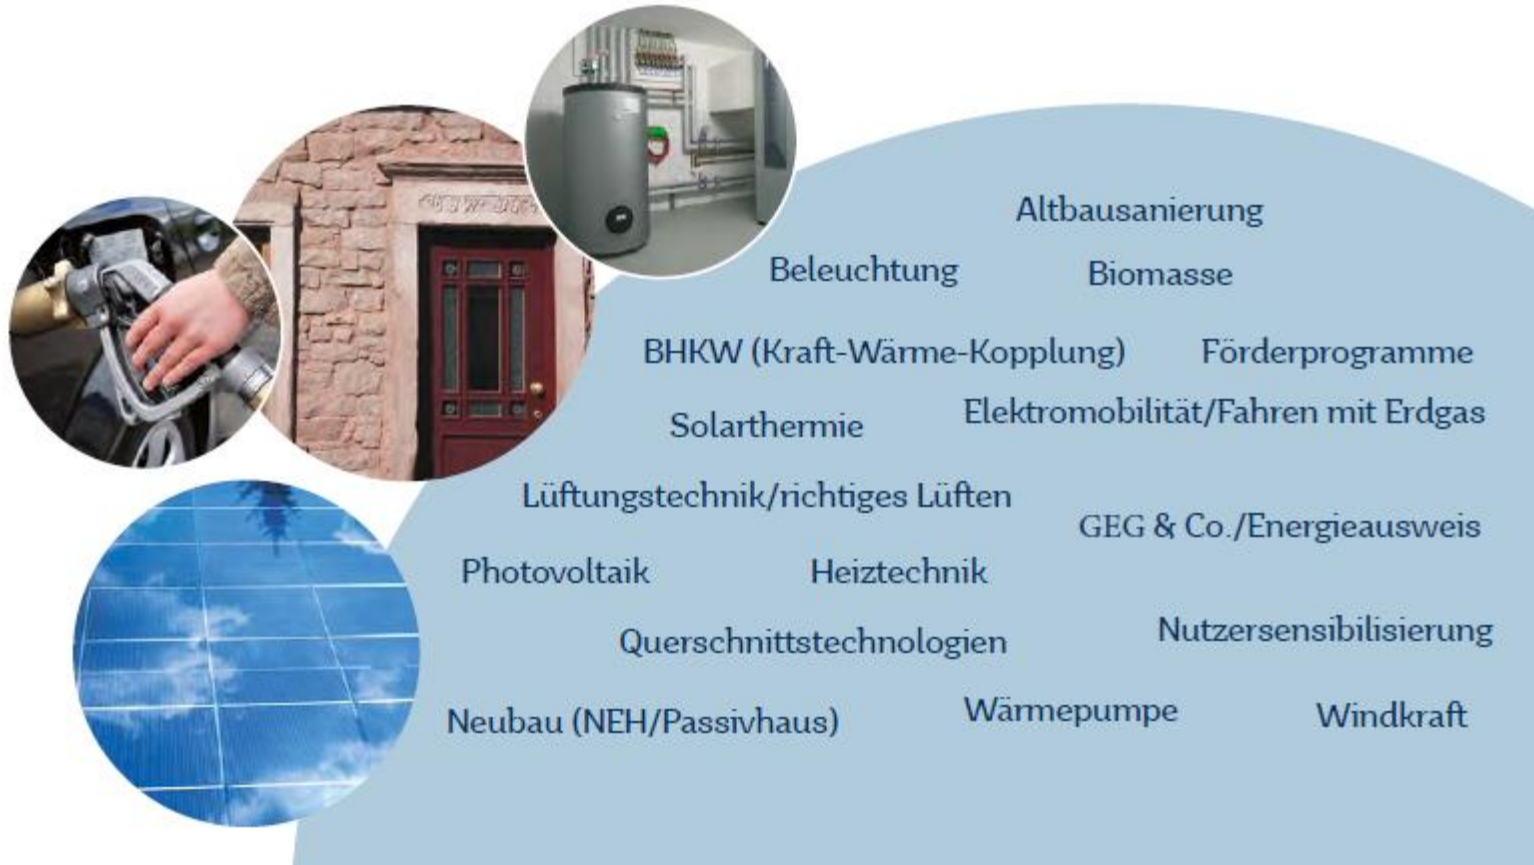 Altbausanierung
Beleuchtung
Biomasse
BHKW (Kraft-Wärme-Kopplung)
Förderprogramme
Elektromobilität/Fahren mit Erdgas
Solarthermie
Lüftungstechnik/richtiges Lüften
GEG & Co./Energieausweis
Photovoltaik
Heiztechnik
Nutzersensibilisierung
Querschnittstechnologien
Neubau (NEH/Passivhaus)
Wärmepumpe
Windkraft